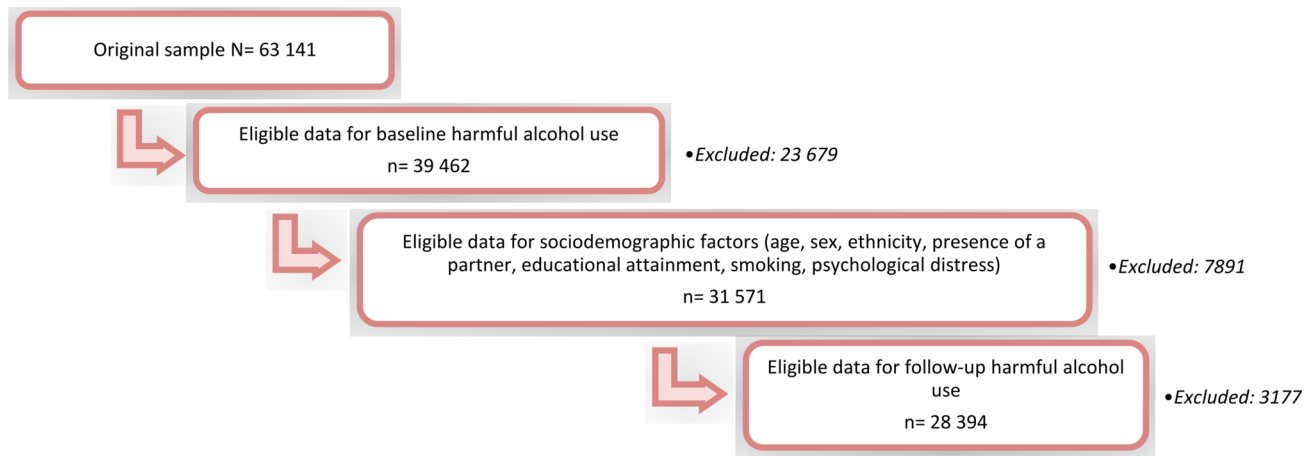 Original sample N= 63 141
Eligible data for baseline harmful alcohol use
n= 39 462
•Excluded: 23 679
Eligible data for sociodemographic factors (age, sex, ethnicity, presence of a
partner, educational attainment, smoking, psychological distress)
n= 31 571
•Excluded: 7891
Eligible data for follow-up harmful alcohol
use
n= 28 394
•Excluded: 3177